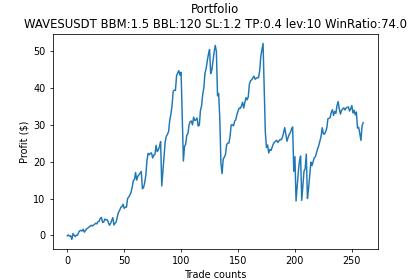 Portfolio
WAVESUSDT BBM:1.5 BBL:120 SL:1.2 TP:0.4 lev:10 WinRatio:74.0
50
40
30
20
10
0
Profit ($)
0 50 100 150 200 250
Trade counts